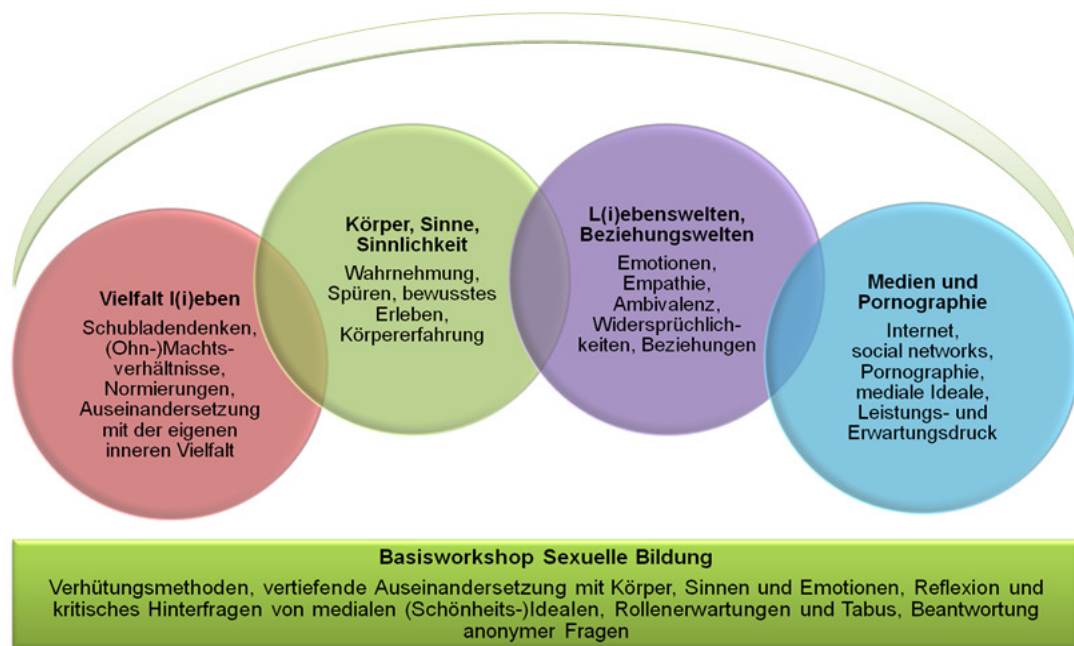 Vielfalt l(i)eben
Schubladendenken,
(Ohn-)Machts-
verhältnisse,
Normierungen,
Auseinandersetzung
mit der eigenen
inneren Vielfalt
Körper, Sinne,
Sinnlichkeit
Wahrnehmung,
Spüren, bewusstes
Erleben,
Körpererfahrung
L(i)ebenswelten,
Beziehungswelten
Emotionen,
Empathie,
Ambivalenz,
Widersprüchlich-
keiten, Beziehungen
Medien und
Pornographie
Internet,
social networks,
Pornographie,
mediale Ideale,
Leistungs- und
Erwartungsdruck
Basisworkshop Sexuelle Bildung
Verhütungsmethoden, vertiefende Auseinandersetzung mit Körper, Sinnen und Emotionen, Reflexion und
kritisches Hinterfragen von medialen (Schönheits-)Idealen, Rollenerwartungen und Tabus, Beantwortung
anonymer Fragen